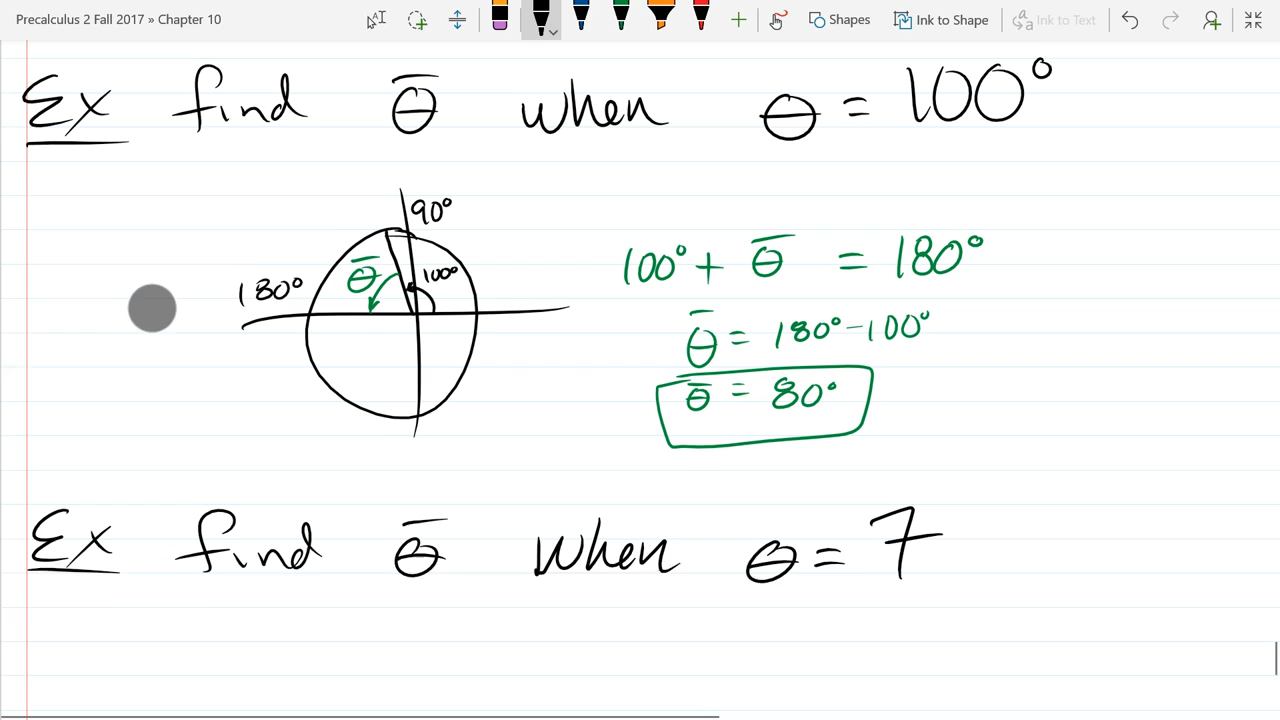 Precalculus 2 Fall 2017 » Chapter 10
Shapes
Ink to Shape
Ink to Text
Ex find θ̅ when θ = 100°
90°
180°
θ̅
100°
100° + θ̅ = 180°
θ̅ = 180° - 100°
θ̅ = 80°
Ex find θ̅ when θ = 7